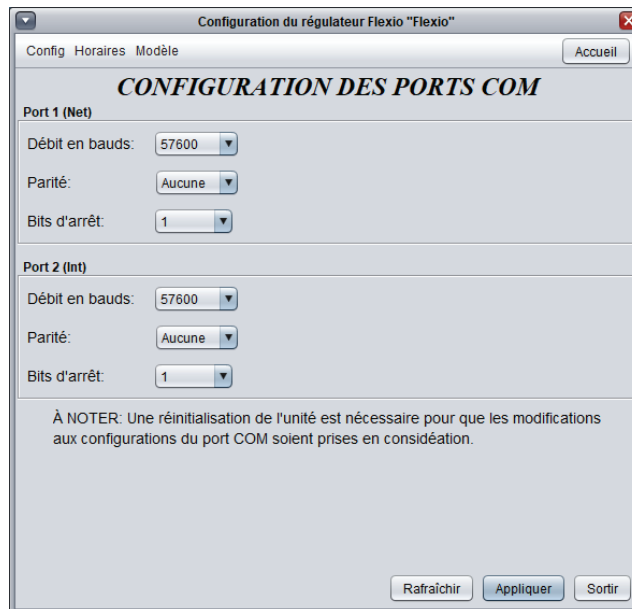 Configuration du régulateur Flexio "Flexio"
Config Horaires Modèle Accueil
CONFIGURATION DES PORTS COM
Port 1 (Net)
Débit en bauds: 57600
Parité: Aucune
Bits d'arrêt: 1
Port 2 (Int)
Débit en bauds: 57600
Parité: Aucune
Bits d'arrêt: 1
À NOTER: Une réinitialisation de l'unité est nécessaire pour que les modifications
aux configurations du port COM soient prises en considéation.
Rafraîchir Appliquer Sortir